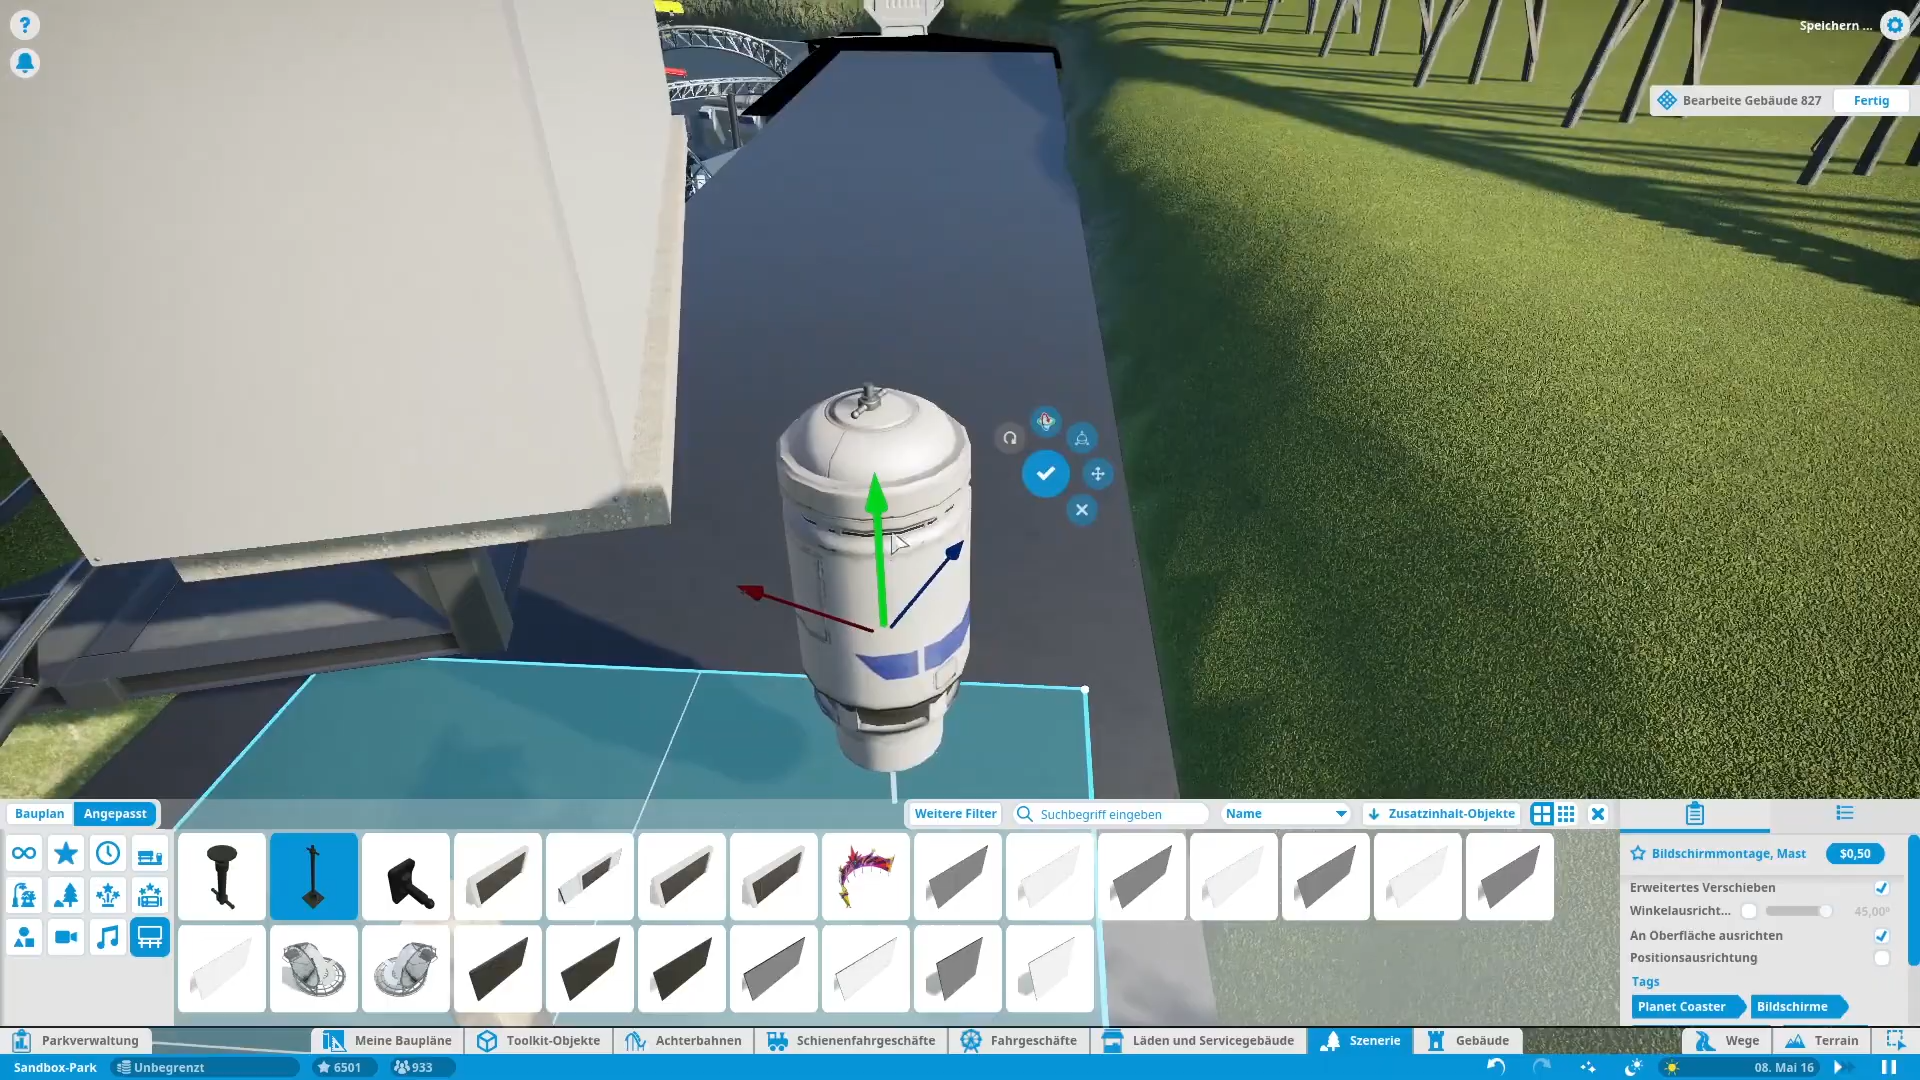 ?
Speichern ...
Bearbeite Gebäude 827
Fertig
Bauplan
Angepasst
Weitere Filter
Suchbegriff eingeben
Name
Zusatzinhalt-Objekte
Bildschirmmontage, Mast
$0,50
Erweitertes Verschieben
Winkelausricht...
45,00°
An Oberfläche ausrichten
Positionsausrichtung
Tags
Planet Coaster
Bildschirme
Parkverwaltung
Meine Baupläne
Toolkit-Objekte
Achterbahnen
Schienenfahrgeschäfte
Fahrgeschäfte
Läden und Servicegebäude
Szenerie
Gebäude
Wege
Terrain
Sandbox-Park
Unbegrenzt
6501
933
08. Mai 16